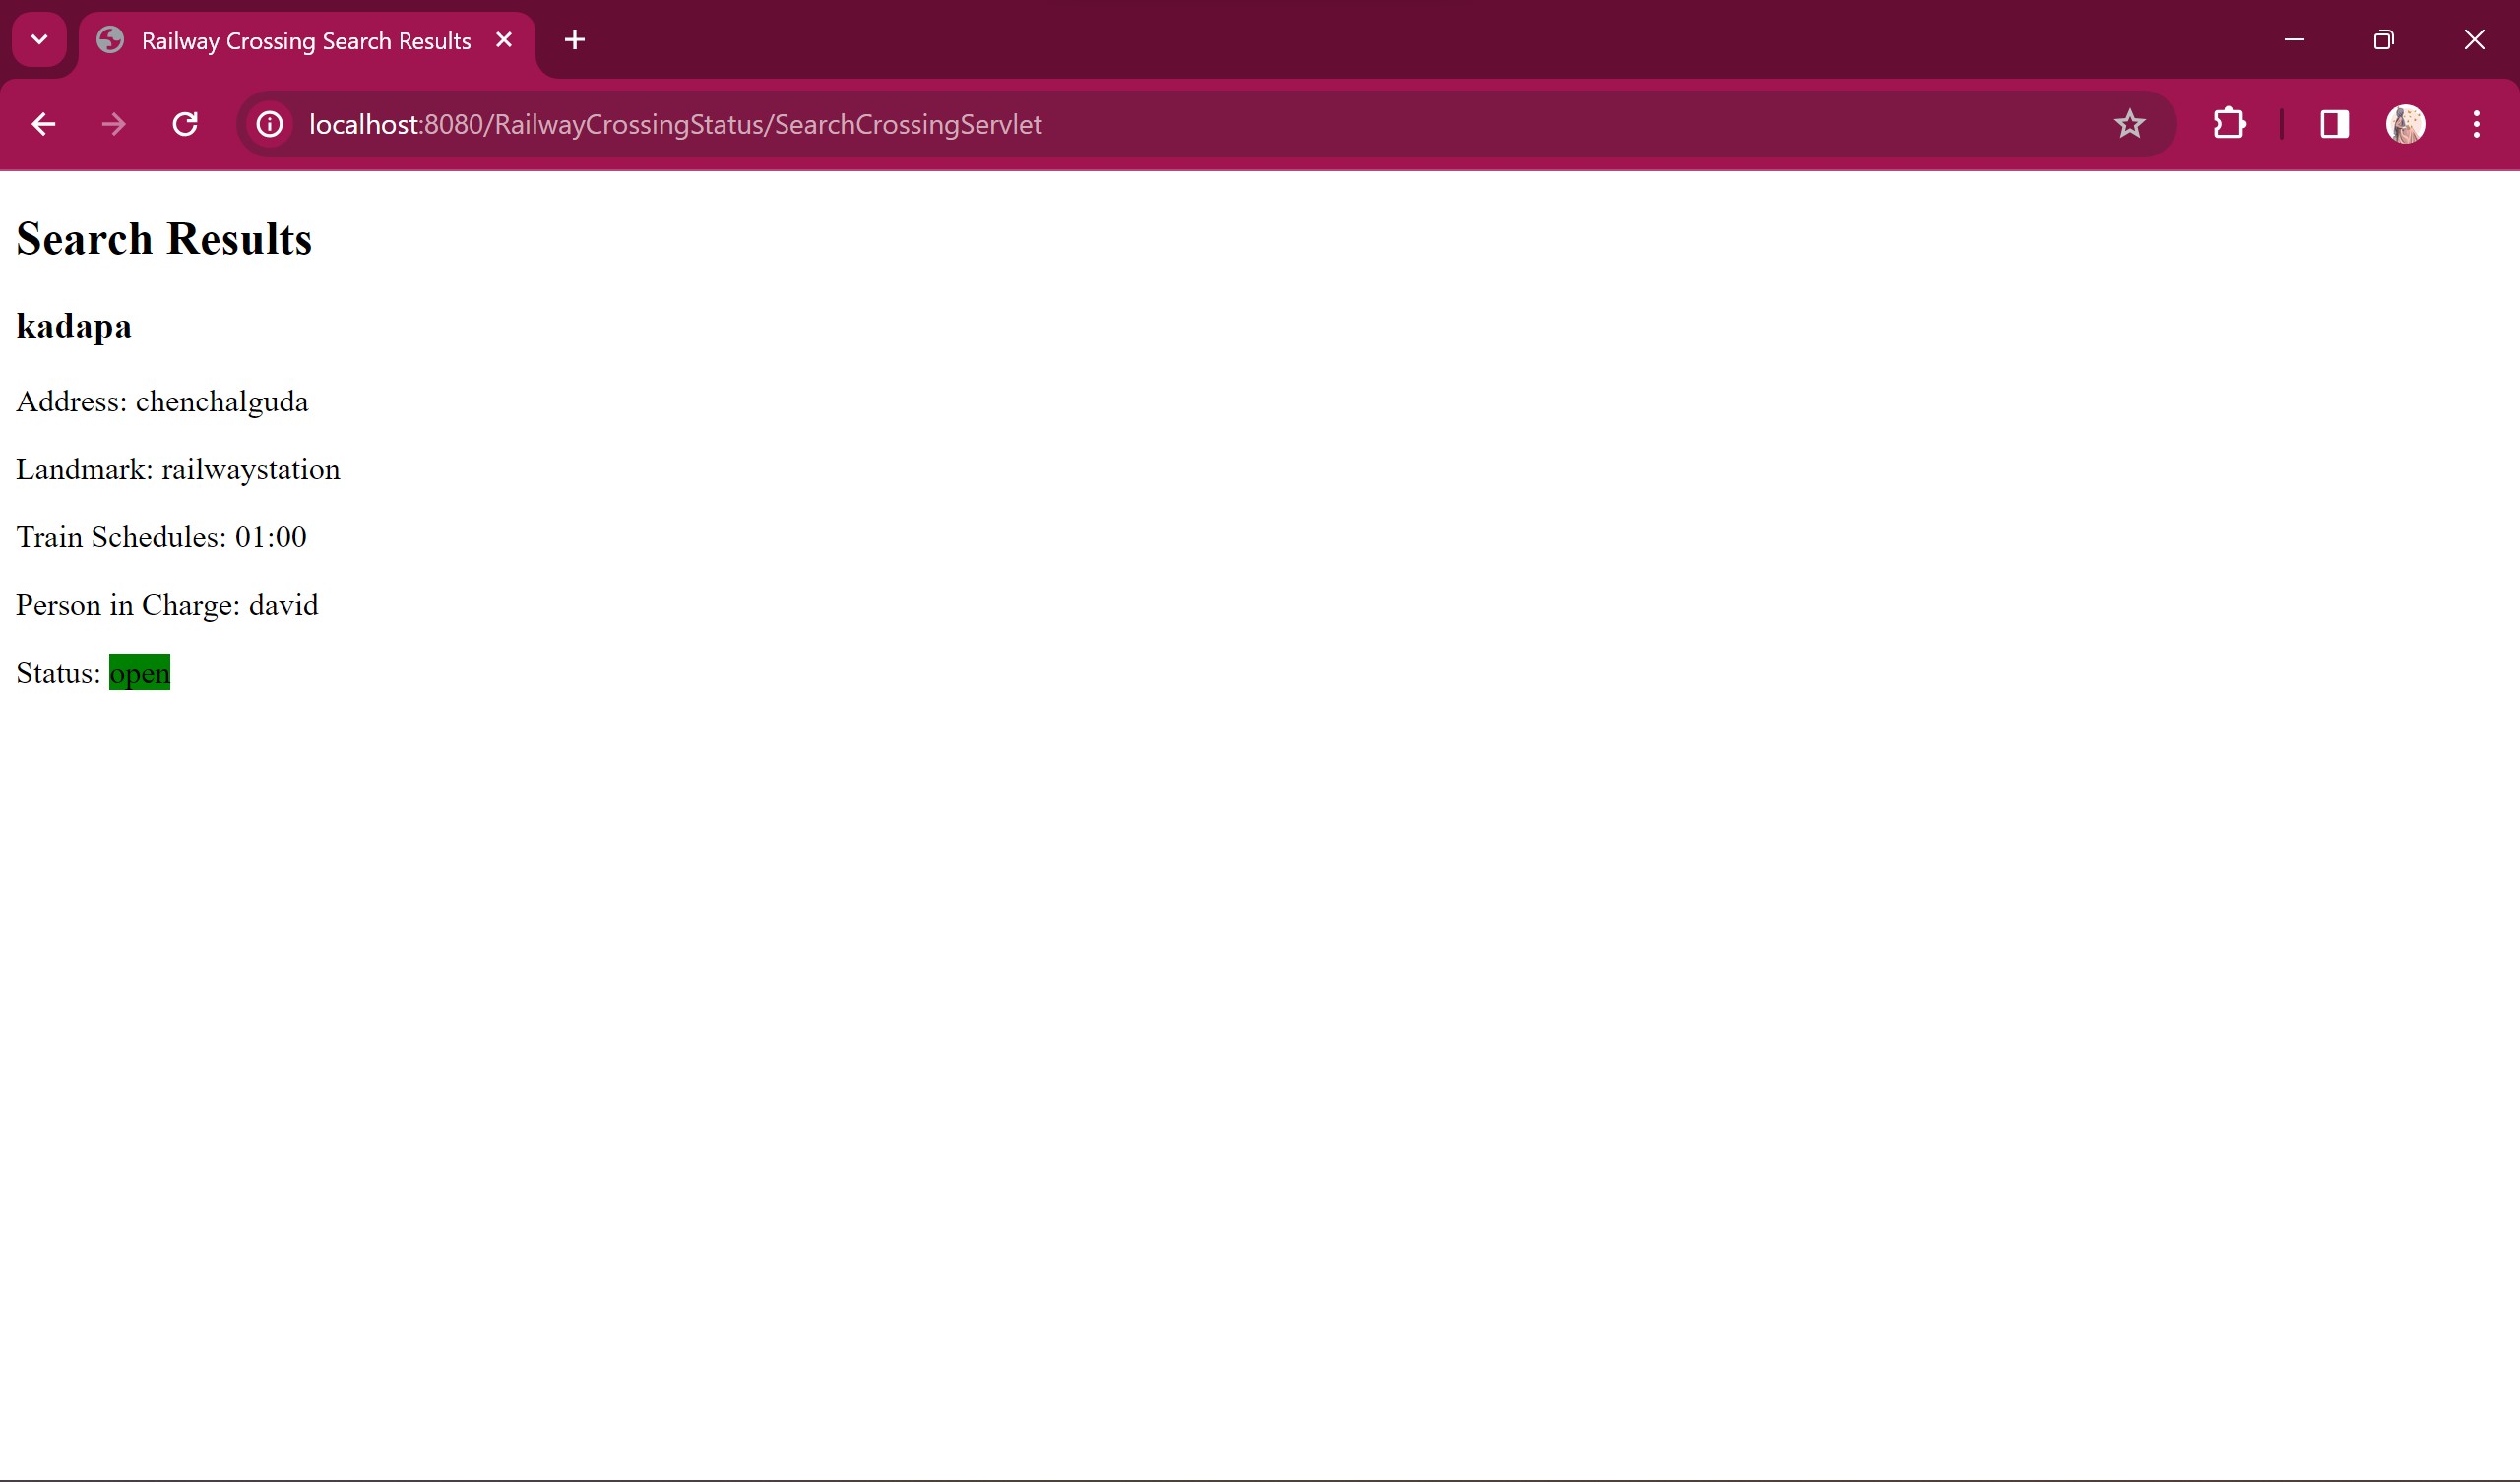 Railway Crossing Search Results
localhost:8080/RailwayCrossingStatus/SearchCrossingServlet
Search Results
kadapa
Address: chenchalguda
Landmark: railwaystation
Train Schedules: 01:00
Person in Charge: david
Status: open